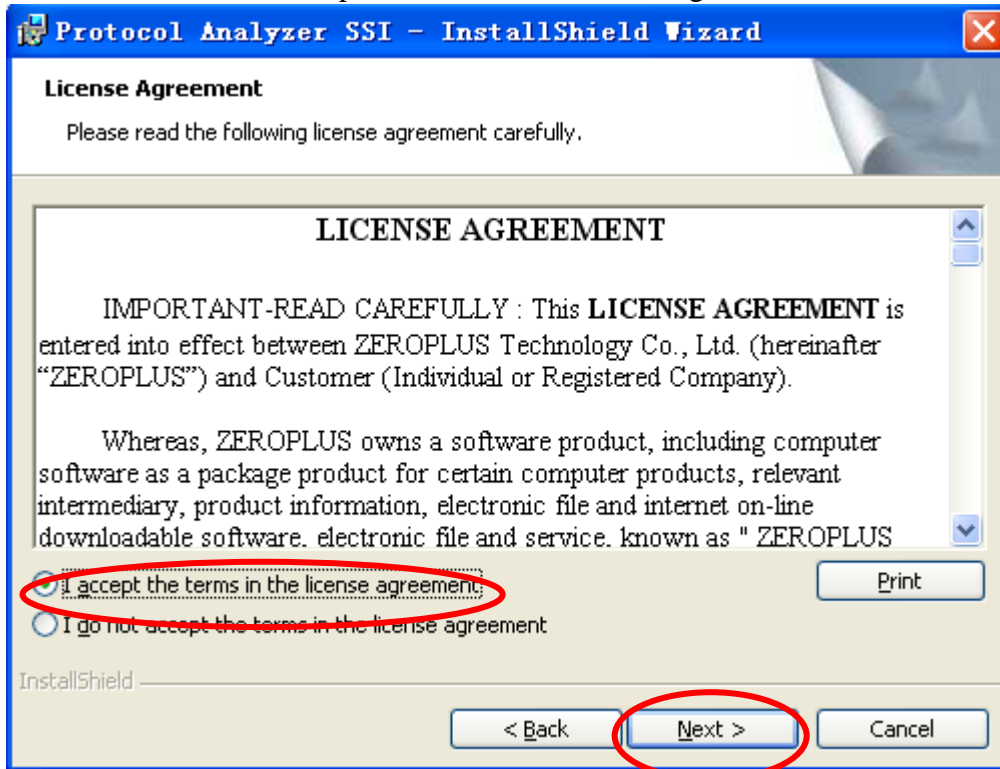 Protocol Analyzer SSI - InstallShield Wizard
License Agreement
Please read the following license agreement carefully.
LICENSE AGREEMENT
IMPORTANT-READ CAREFULLY : This LICENSE AGREEMENT is
entered into effect between ZEROPLUS Technology Co., Ltd. (hereinafter
“ZEROPLUS”) and Customer (Individual or Registered Company).
Whereas, ZEROPLUS owns a software product, including computer
software as a package product for certain computer products, relevant
intermediary, product information, electronic file and internet on-line
downloadable software, electronic file and service, known as " ZEROPLUS
I accept the terms in the license agreement
Print
I do not accept the terms in the license agreement
InstallShield
< Back
Next >
Cancel